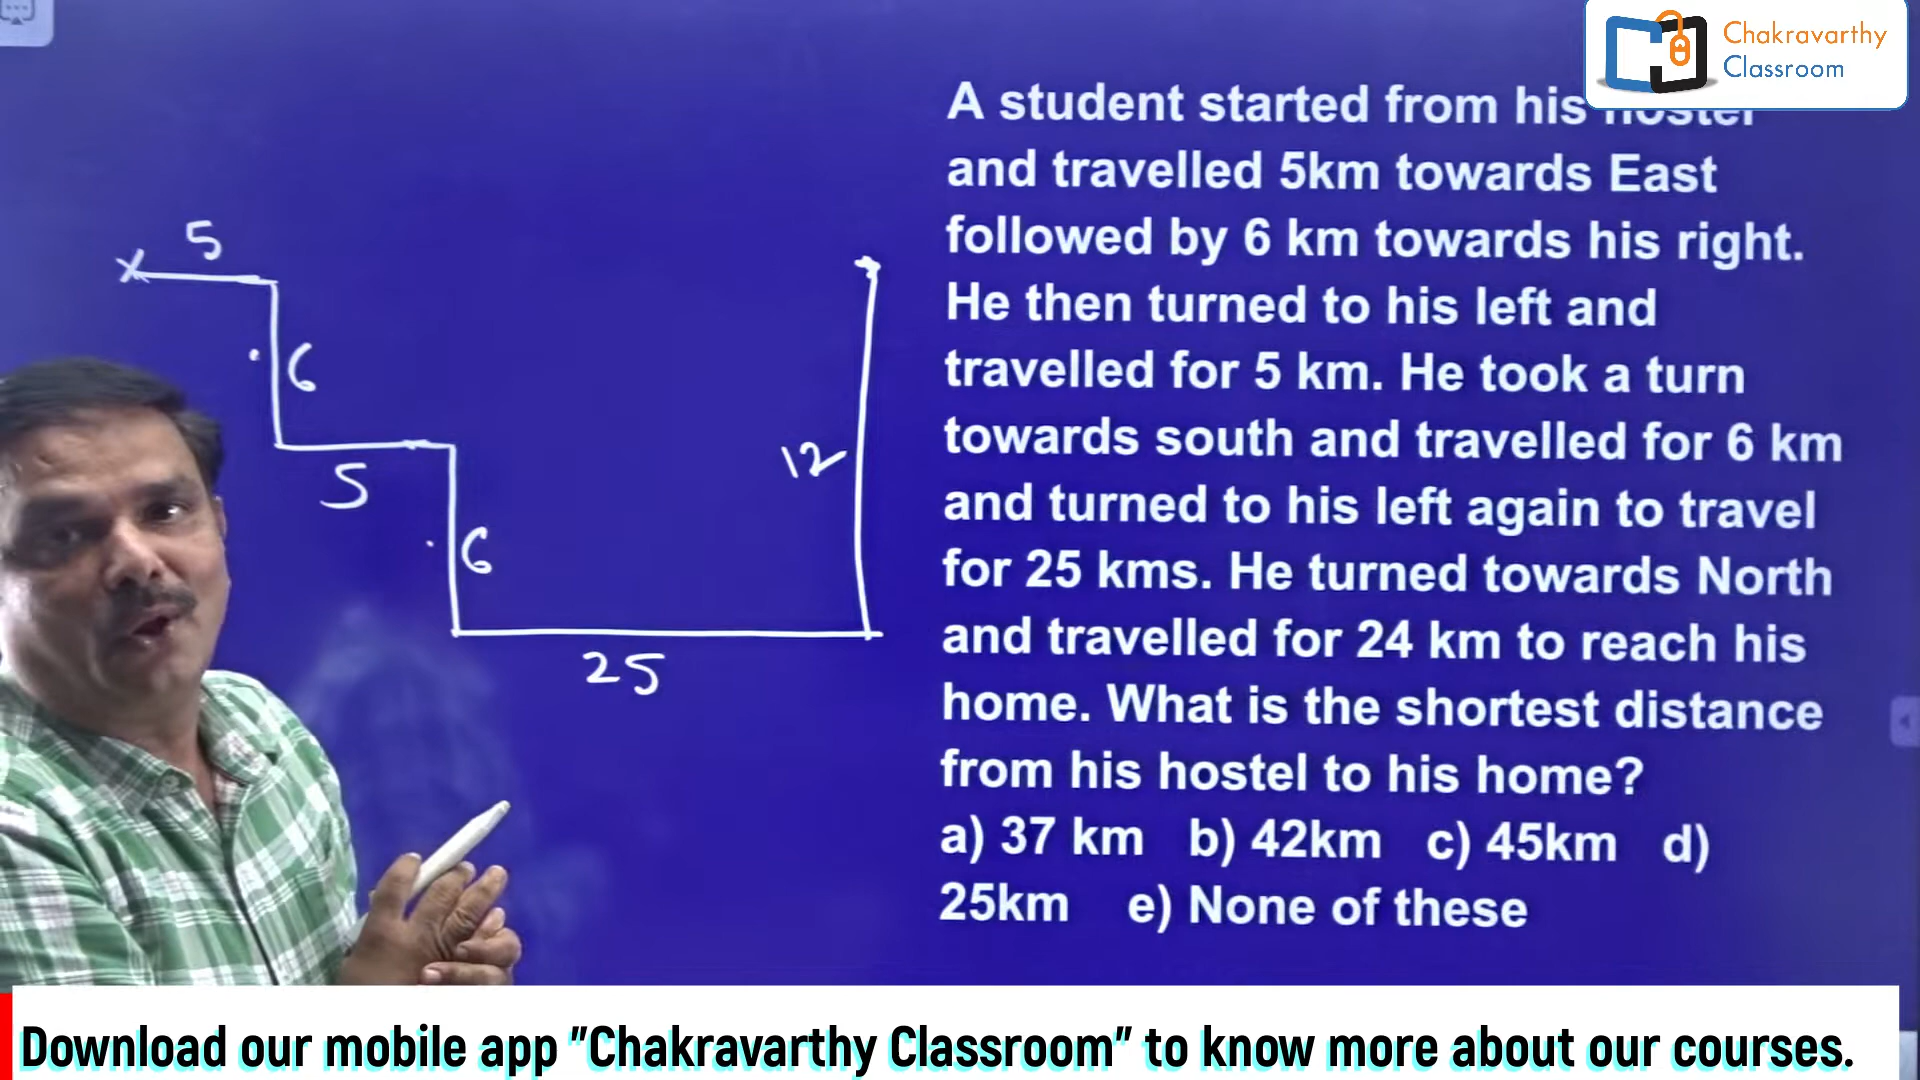 Chakravarthy
Classroom
A student started from his hostel
and travelled 5km towards East
followed by 6 km towards his right.
He then turned to his left and
travelled for 5 km. He took a turn
towards south and travelled for 6 km
and turned to his left again to travel
for 25 kms. He turned towards North
and travelled for 24 km to reach his
home. What is the shortest distance
from his hostel to his home?
a) 37 km b) 42km c) 45km d)
25km e) None of these
5
6
5
12
6
25
Download our mobile app "Chakravarthy Classroom" to know more about our courses.